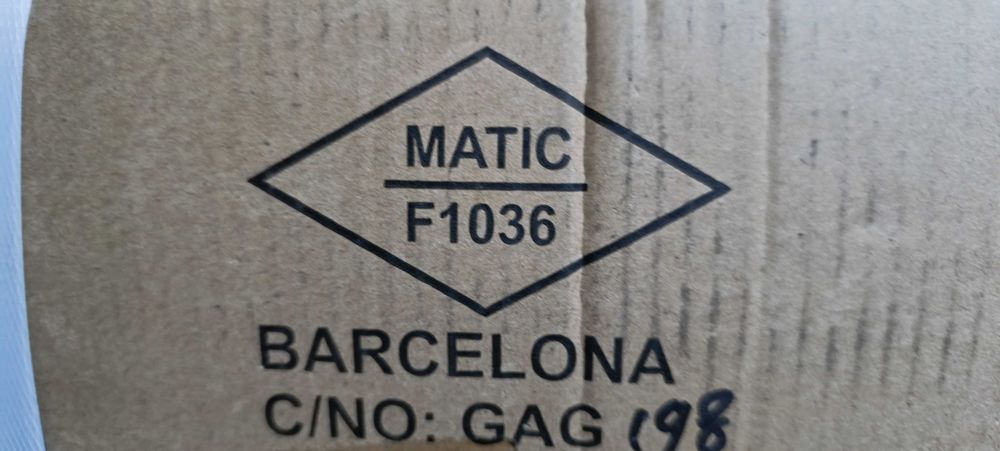 MATIC
F1036
BARCELONA
C/NO: GAG 198